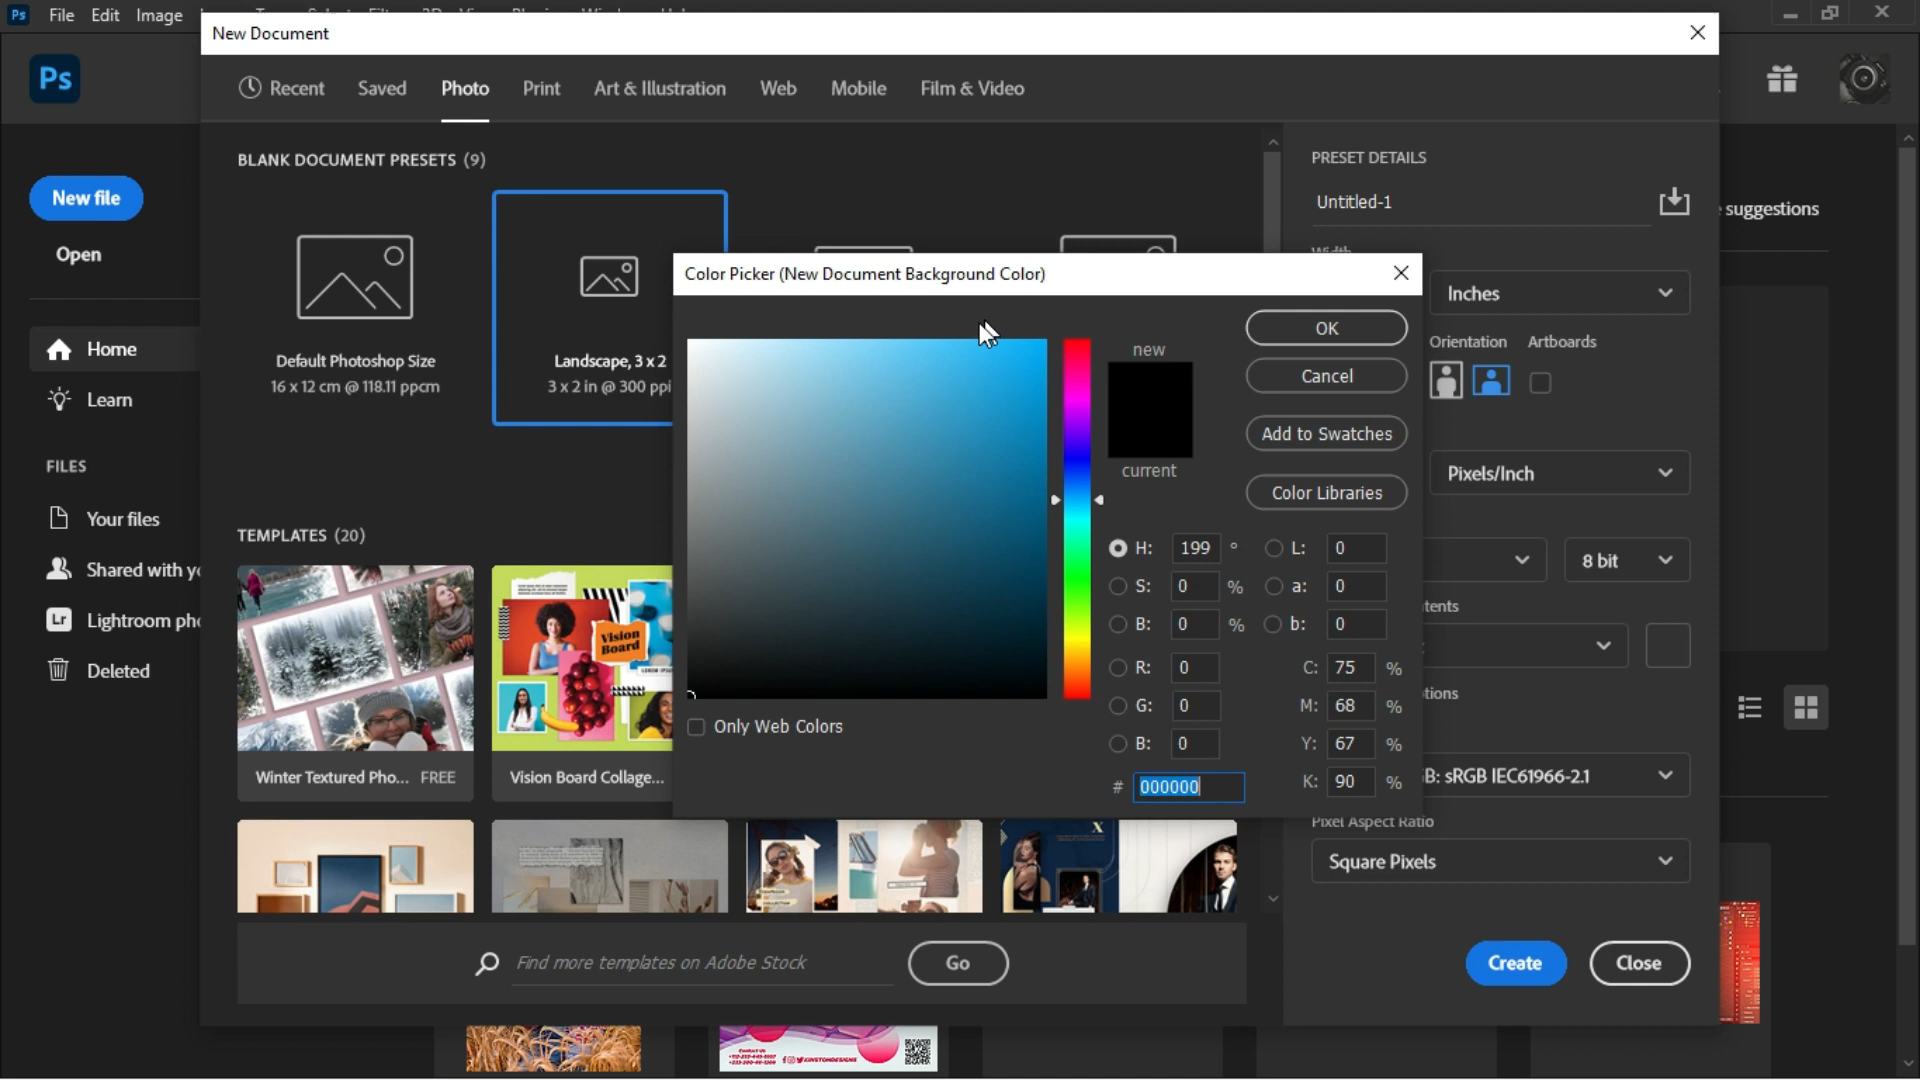 Ps File Edit Image
New Document
Ps
Recent Saved Photo Print Art & Illustration Web Mobile Film & Video
BLANK DOCUMENT PRESETS (9)
PRESET DETAILS
New file
Untitled-1
suggestions
Open
Width
Color Picker (New Document Background Color)
Inches
OK
Orientation Artboards
Home
new
Default Photoshop Size
Landscape, 3 x 2
16 x 12 cm @ 118.11 ppcm
3 x 2 in @ 300 ppi
Cancel
Learn
Add to Swatches
FILES
current
Pixels/Inch
Color Libraries
Your files
TEMPLATES (20)
H: 199 ° L: 0
8 bit
Shared with yo
S: 0 % a: 0
tents
Lr Lightroom pho
B: 0 % b: 0
Vision
Board
Deleted
R: 0 C: 75 %
tions
G: 0 M: 68 %
Only Web Colors
B: 0 Y: 67 %
Winter Textured Pho... FREE
Vision Board Collage...
# 000000 K: 90 %
B: sRGB IEC61966-2.1
Pixel Aspect Ratio
Square Pixels
X
Find more templates on Adobe Stock
Go
Create
Close
Contact Us